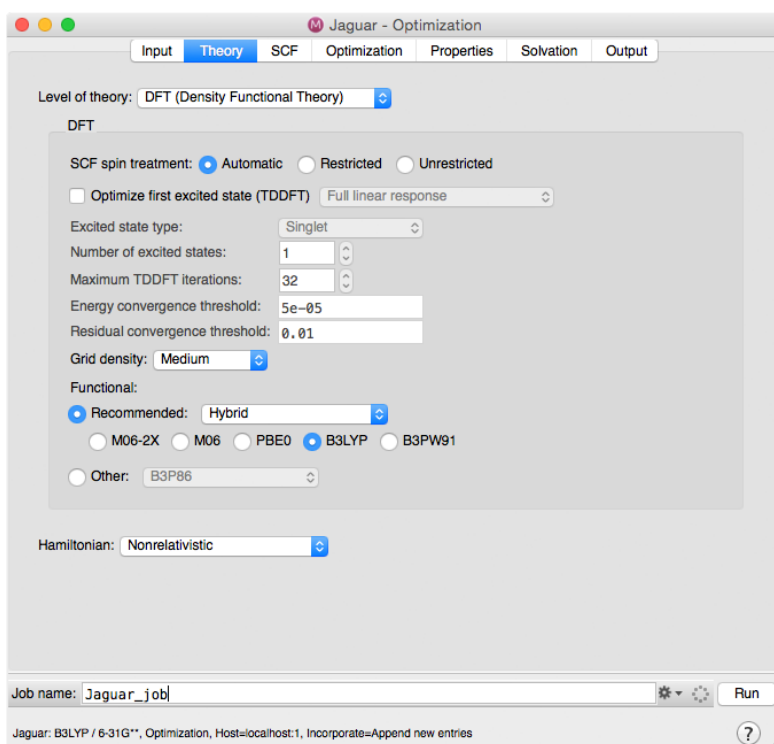 Jaguar - Optimization
Input Theory SCF Optimization Properties Solvation Output
Level of theory: DFT (Density Functional Theory)
DFT
SCF spin treatment: Automatic Restricted Unrestricted
Optimize first excited state (TDDFT) Full linear response
Excited state type: Singlet
Number of excited states: 1
Maximum TDDFT iterations: 32
Energy convergence threshold: 5e-05
Residual convergence threshold: 0.01
Grid density: Medium
Functional:
Recommended: Hybrid
M06-2X M06 PBE0 B3LYP B3PW91
Other: B3P86
Hamiltonian: Nonrelativistic
Job name: Jaguar_job Run
Jaguar: B3LYP / 6-31G**, Optimization, Host=localhost:1, Incorporate=Append new entries ?